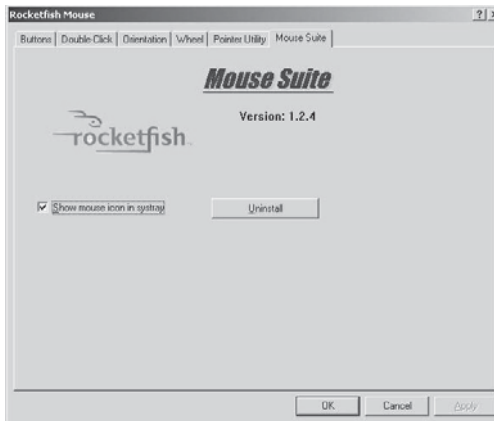 Rocketfish Mouse
Buttons Double-Click Orientation Wheel Pointer Utility Mouse Suite
Mouse Suite
Version: 1.2.4
rocketfish
Show mouse icon in systray
Uninstall
OK Cancel Apply